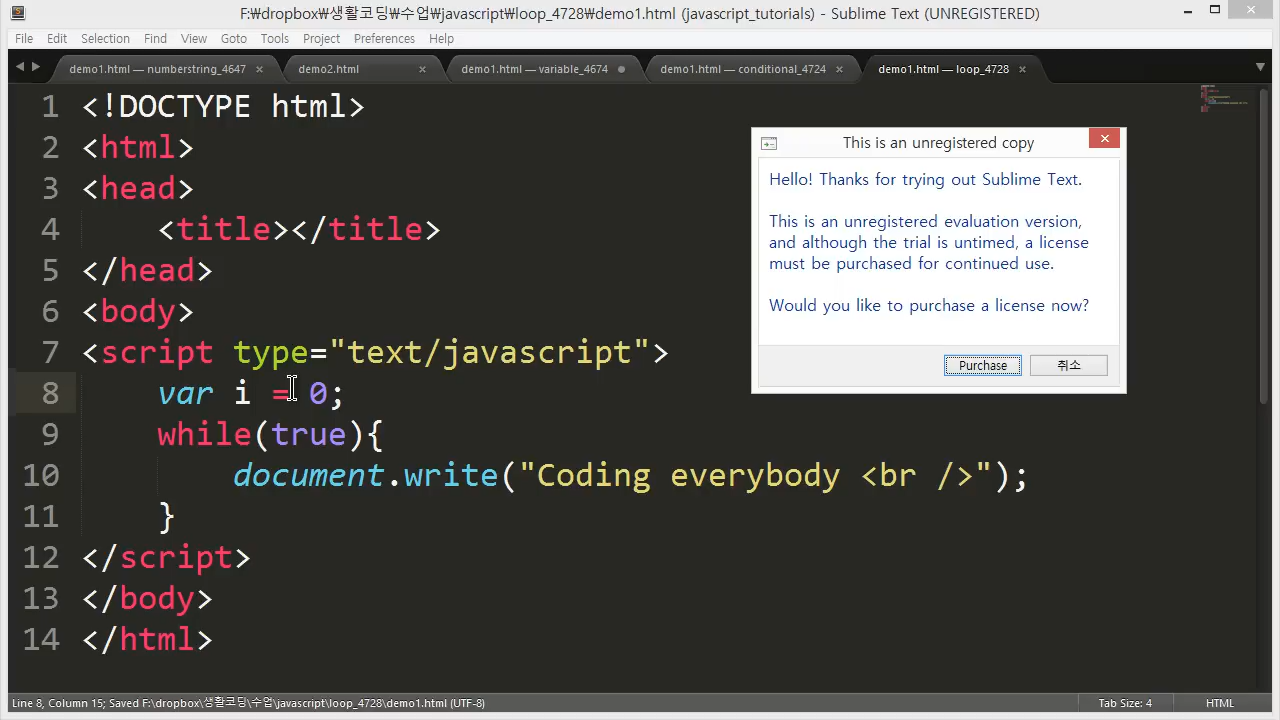 F:₩dropbox₩생활코딩₩수업₩javascript₩loop_4728₩demo1.html (javascript_tutorials) - Sublime Text (UNREGISTERED)
File Edit Selection Find View Goto Tools Project Preferences Help
demo1.html — numberstring_4647 demo2.html demo1.html — variable_4674 demo1.html — conditional_4724 demo1.html — loop_4728
1 <!DOCTYPE html>
2 <html>
3 <head>
4 <title></title>
5 </head>
6 <body>
7 <script type="text/javascript">
8 var i = 0;
9 while(true){
10 document.write("Coding everybody <br />");
11 }
12 </script>
13 </body>
14 </html>
This is an unregistered copy
Hello! Thanks for trying out Sublime Text.
This is an unregistered evaluation version,
and although the trial is untimed, a license
must be purchased for continued use.
Would you like to purchase a license now?
Purchase 취소
Line 8, Column 15; Saved F:\dropbox\생활코딩\수업\javascript\loop_4728\demo1.html (UTF-8) Tab Size: 4 HTML